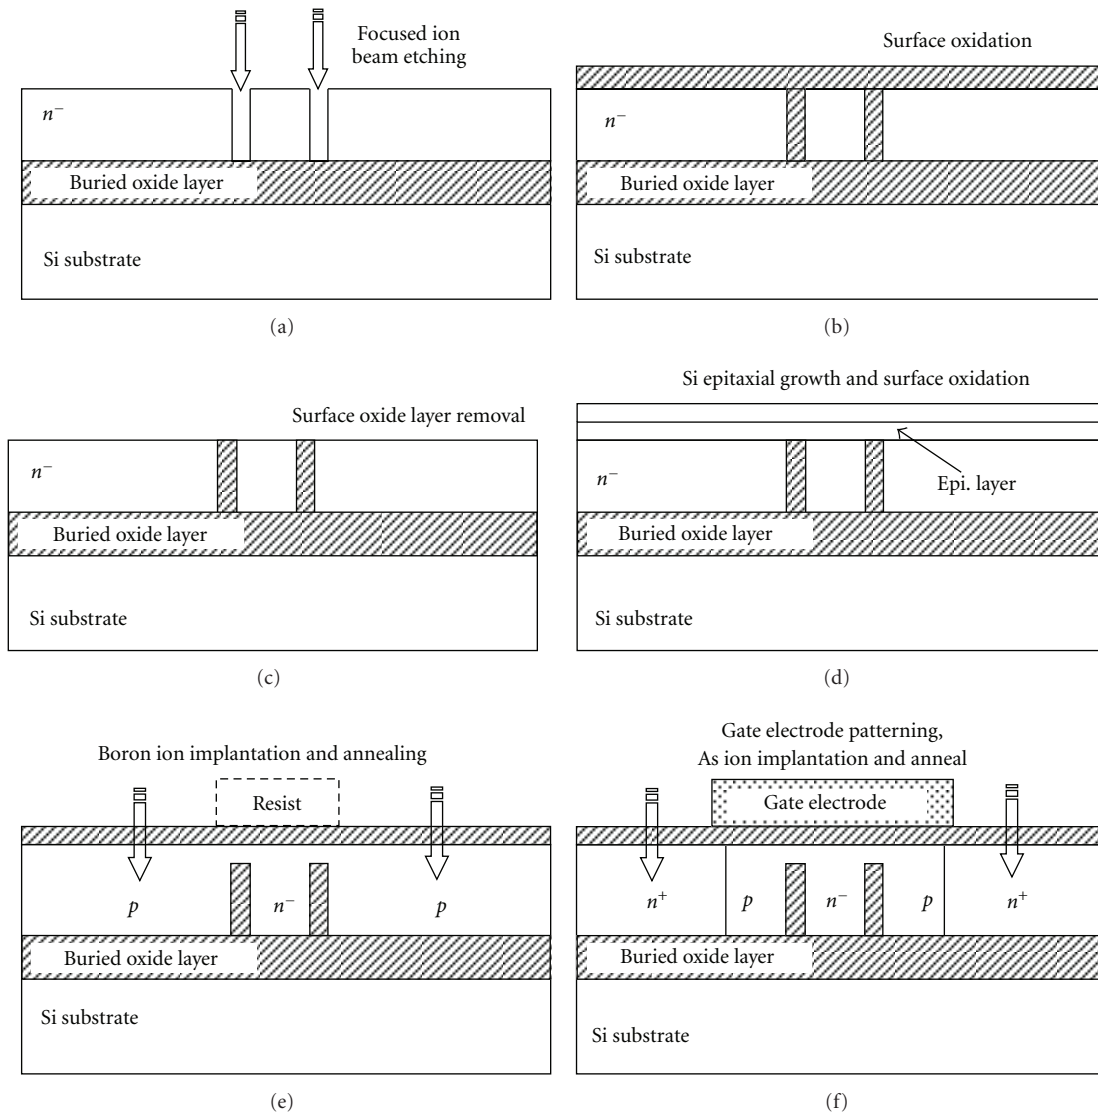 Focused ion
beam etching
n⁻
Buried oxide layer
Si substrate
(a)
Surface oxidation
n⁻
Buried oxide layer
Si substrate
(b)
Surface oxide layer removal
n⁻
Buried oxide layer
Si substrate
(c)
Si epitaxial growth and surface oxidation
n⁻
Epi. layer
Buried oxide layer
Si substrate
(d)
Boron ion implantation and annealing
Resist
p n⁻ p
Buried oxide layer
Si substrate
(e)
Gate electrode patterning,
As ion implantation and anneal
Gate electrode
n⁺ p n⁻ p n⁺
Buried oxide layer
Si substrate
(f)